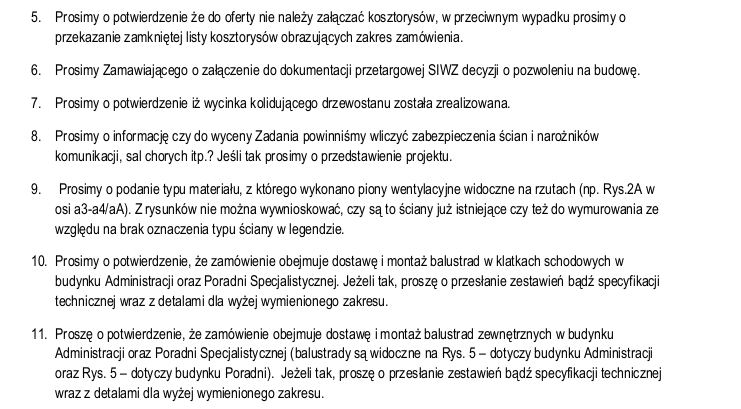 5. Prosimy o potwierdzenie że do oferty nie należy załączać kosztorysów, w przeciwnym wypadku prosimy o
przekazanie zamkniętej listy kosztorysów obrazujących zakres zamówienia.
6. Prosimy Zamawiającego o załączenie do dokumentacji przetargowej SIWZ decyzji o pozwoleniu na budowę.
7. Prosimy o potwierdzenie iż wycinka kolidującego drzewostanu została zrealizowana.
8. Prosimy o informację czy do wyceny Zadania powinniśmy wliczyć zabezpieczenia ścian i narożników
komunikacji, sal chorych itp.? Jeśli tak prosimy o przedstawienie projektu.
9. Prosimy o podanie typu materiału, z którego wykonano piony wentylacyjne widoczne na rzutach (np. Rys.2A w
osi a3-a4/aA). Z rysunków nie można wywnioskować, czy są to ściany już istniejące czy też do wymurowania ze
względu na brak oznaczenia typu ściany w legendzie.
10. Prosimy o potwierdzenie, że zamówienie obejmuje dostawę i montaż balustrad w klatkach schodowych w
budynku Administracji oraz Poradni Specjalistycznej. Jeżeli tak, proszę o przesłanie zestawień bądź specyfikacji
technicznej wraz z detalami dla wyżej wymienionego zakresu.
11. Proszę o potwierdzenie, że zamówienie obejmuje dostawę i montaż balustrad zewnętrznych w budynku
Administracji oraz Poradni Specjalistycznej (balustrady są widoczne na Rys. 5 – dotyczy budynku Administracji
oraz Rys. 5 – dotyczy budynku Poradni). Jeżeli tak, proszę o przesłanie zestawień bądź specyfikacji technicznej
wraz z detalami dla wyżej wymienionego zakresu.